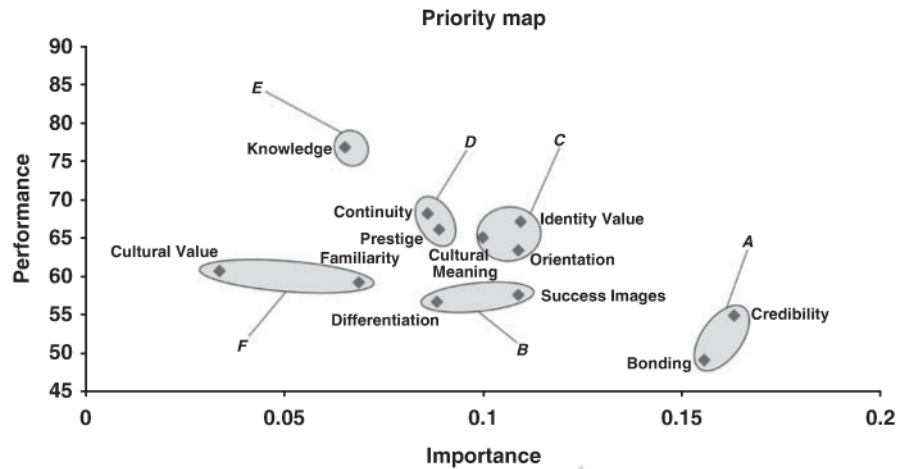 Priority map
90
85
80
75
70
65
60
55
50
45
Performance
E
Knowledge
D
C
Continuity
Prestige
Identity Value
Cultural
Meaning
Orientation
A
Cultural Value
Familiarity
Differentiation
Success Images
Credibility
Bonding
F
B
0
0.05
0.1
0.15
0.2
Importance